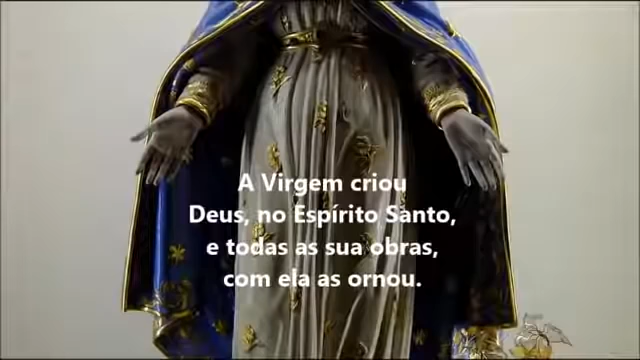 A Virgem criou
Deus, no Espírito Santo,
e todas as sua obras,
com ela as ornou.